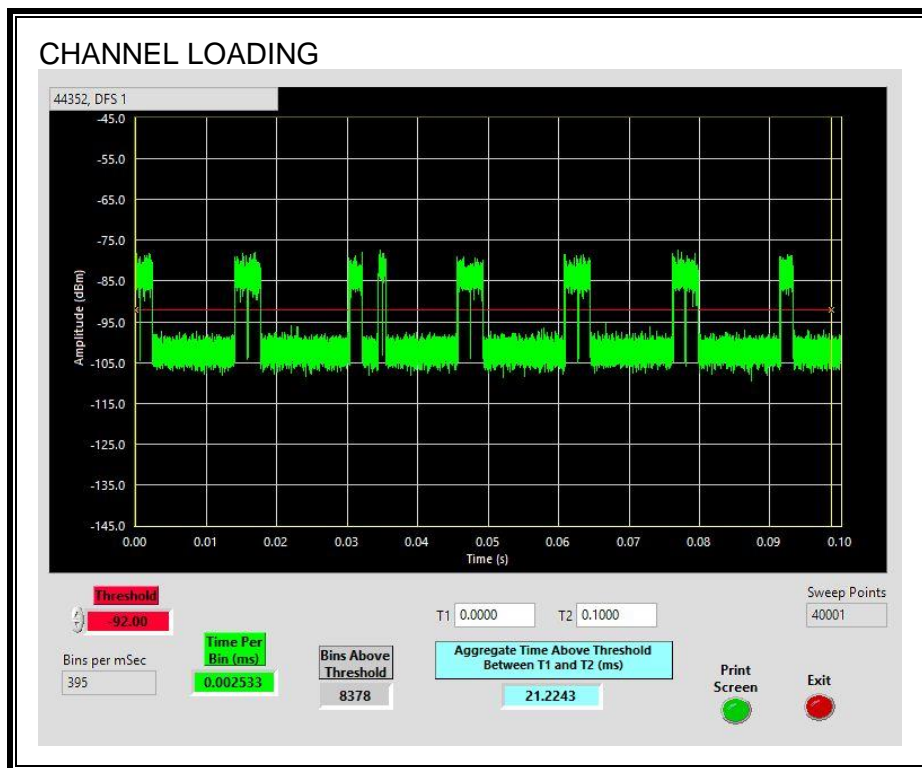 CHANNEL LOADING
44352, DFS 1
-45.0
-55.0
-65.0
-75.0
-85.0
-95.0
-105.0
-115.0
-125.0
-135.0
-145.0
Amplitude (dBm)
0.00 0.01 0.02 0.03 0.04 0.05 0.06 0.07 0.08 0.09 0.10
Time (s)
Threshold
-92.00
T1 0.0000 T2 0.1000
Sweep Points
40001
Bins per mSec
395
Time Per
Bin (ms)
0.002533
Bins Above
Threshold
8378
Aggregate Time Above Threshold
Between T1 and T2 (ms)
21.2243
Print
Screen
Exit